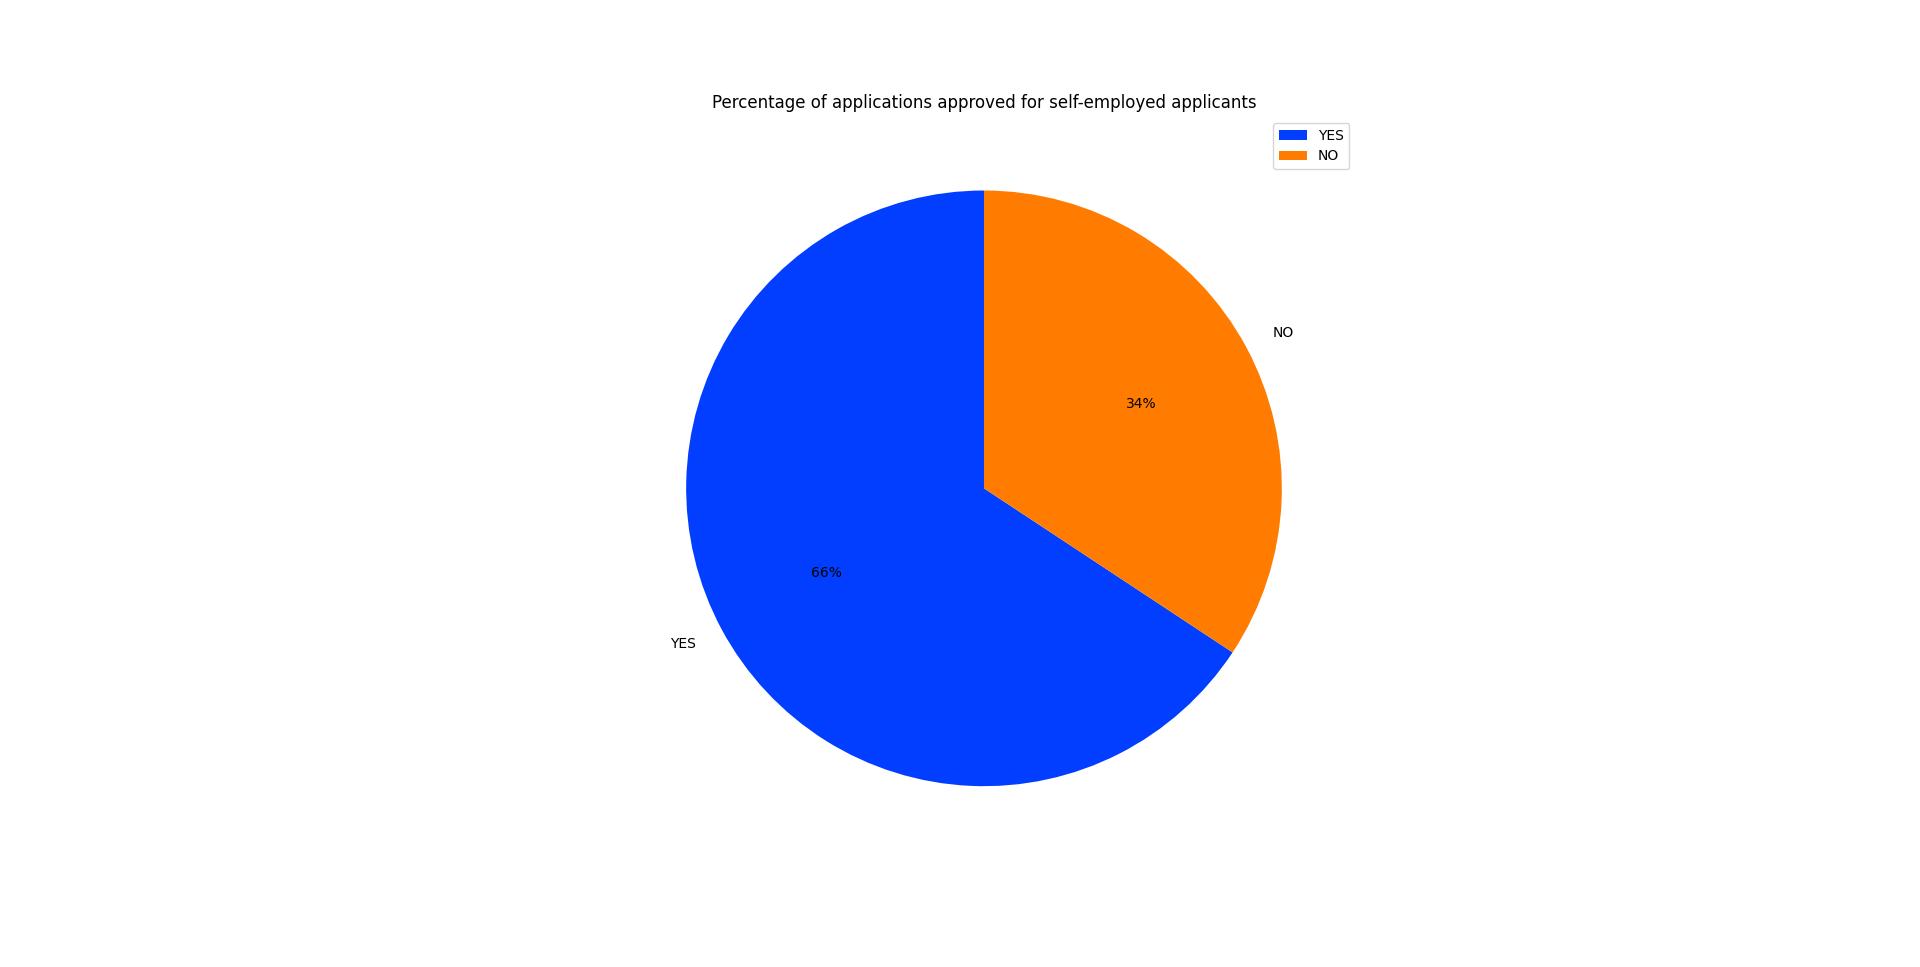 Percentage of applications approved for self-employed applicants
YES
NO
NO
34%
66%
YES